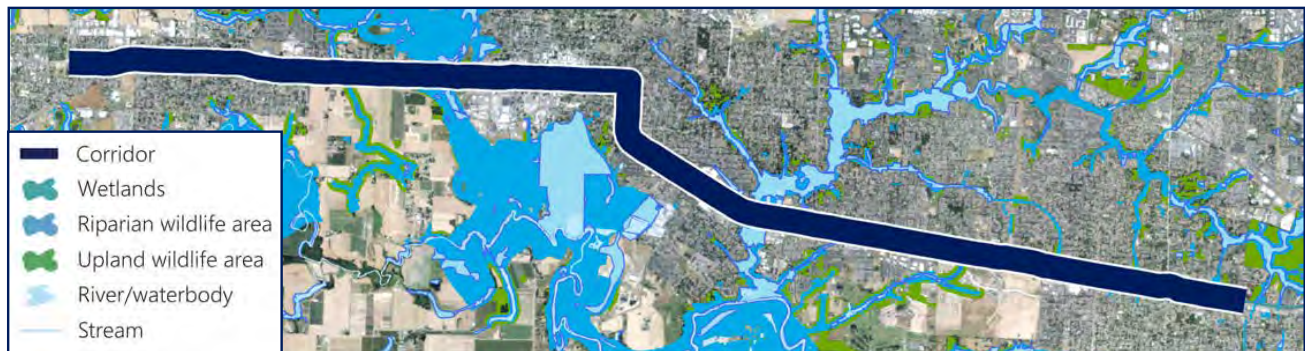 Corridor
Wetlands
Riparian wildlife area
Upland wildlife area
River/waterbody
Stream